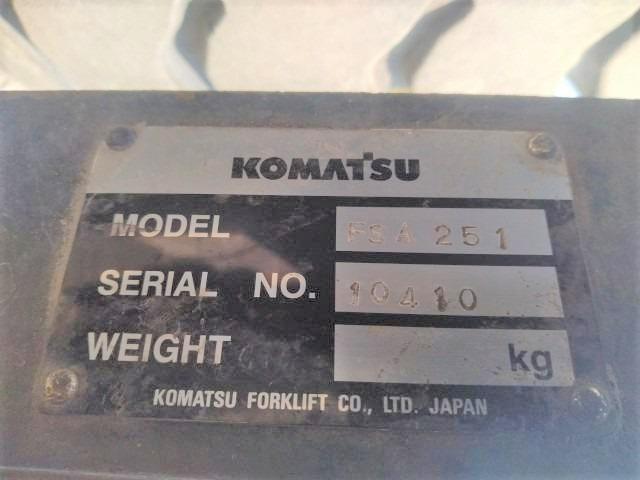 KOMATSU
MODEL FSA 251
SERIAL NO. 10410
WEIGHT kg
KOMATSU FORKLIFT CO., LTD. JAPAN